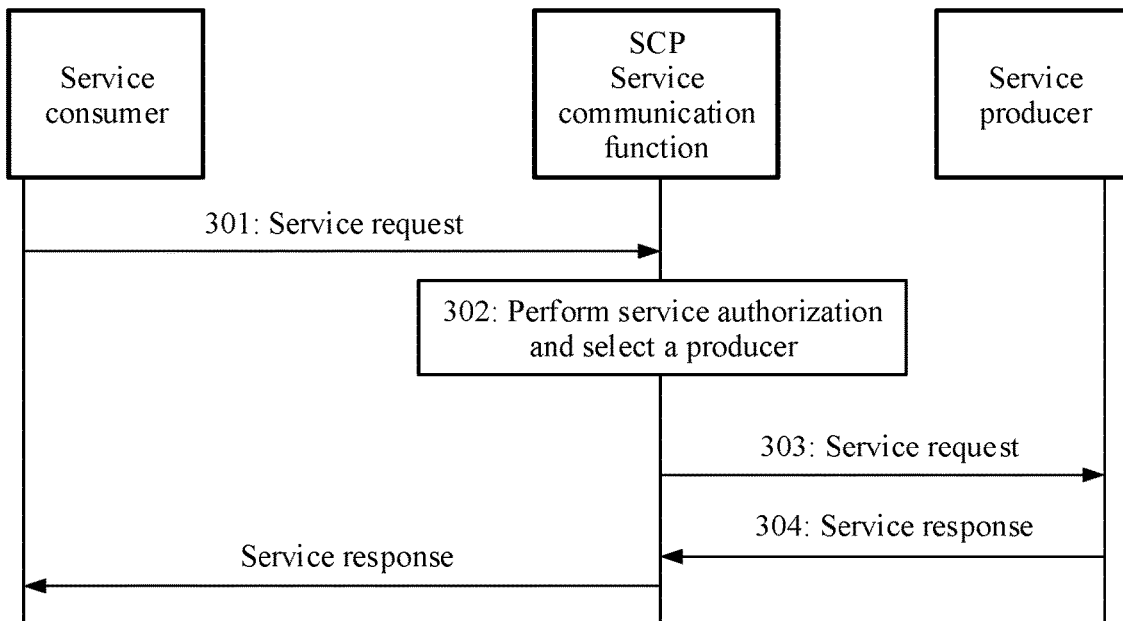 Service
consumer
SCP
Service
communication
function
Service
producer
301: Service request
302: Perform service authorization
and select a producer
303: Service request
304: Service response
Service response